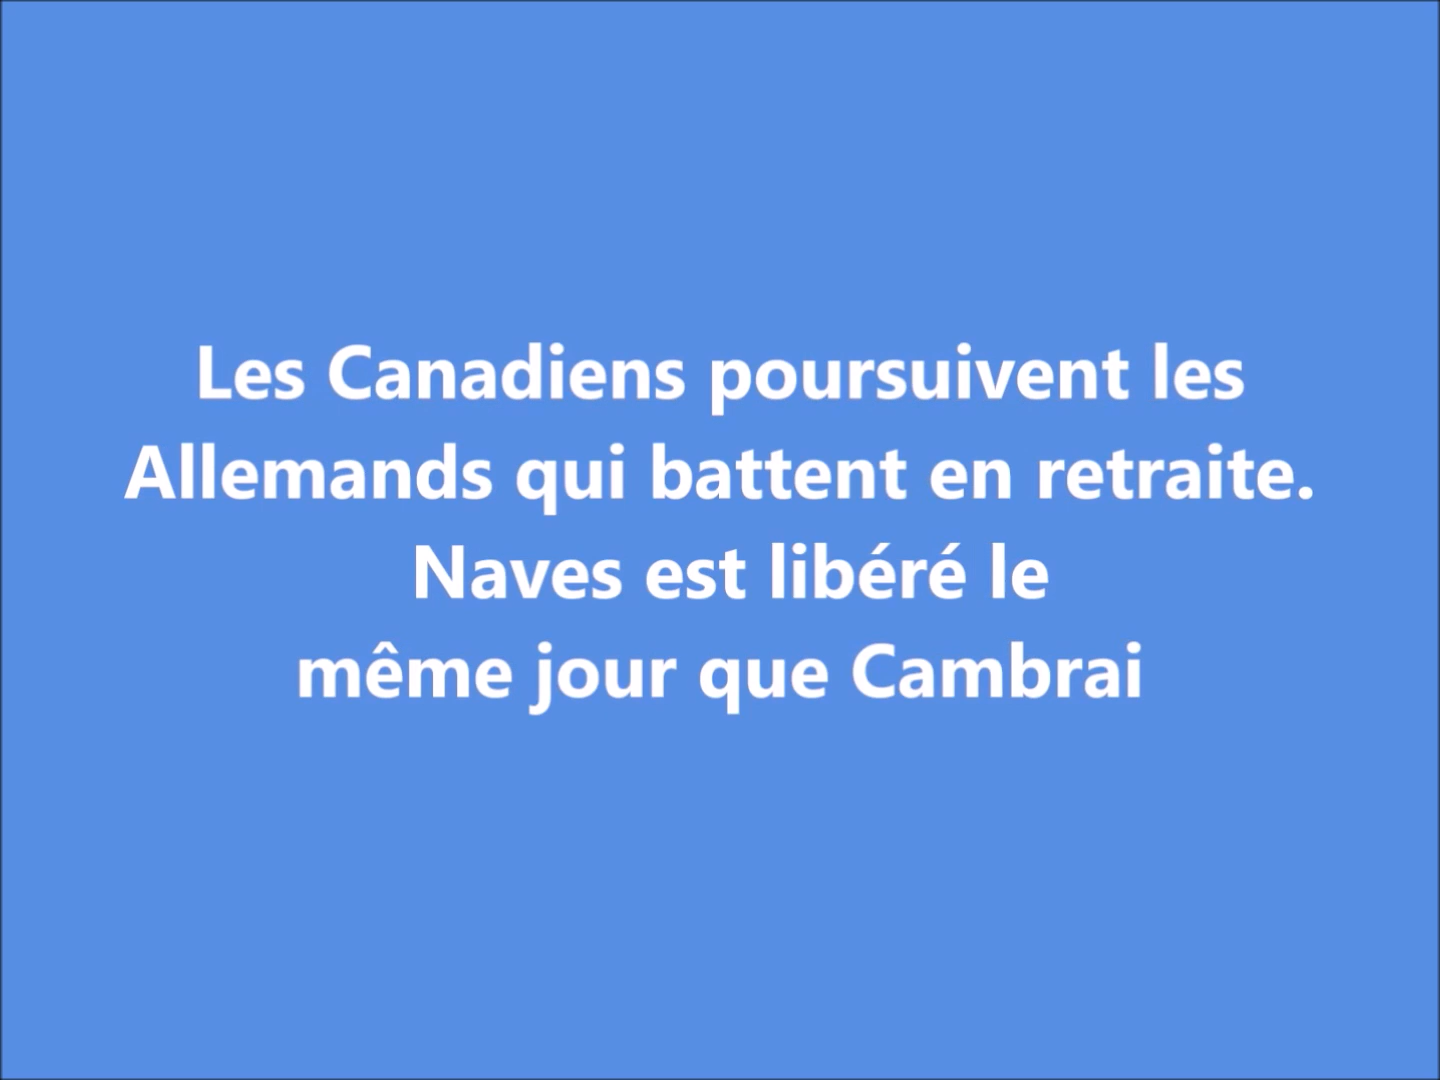 Les Canadiens poursuivent les
Allemands qui battent en retraite.
Naves est libéré le
même jour que Cambrai